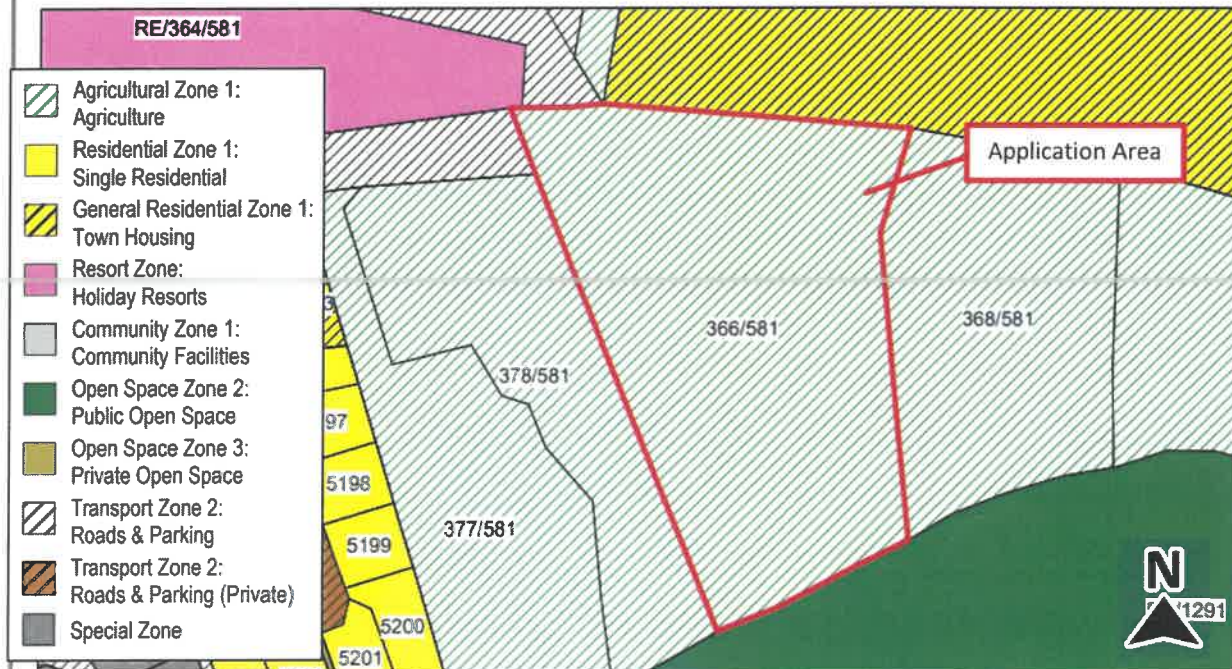 RE/364/581
Agricultural Zone 1:
Agriculture
Residential Zone 1:
Single Residential
General Residential Zone 1:
Town Housing
Resort Zone:
Holiday Resorts
Community Zone 1:
Community Facilities
Open Space Zone 2:
Public Open Space
Open Space Zone 3:
Private Open Space
Transport Zone 2:
Roads & Parking
Transport Zone 2:
Roads & Parking (Private)
Special Zone
Application Area
366/581
368/581
378/581
377/581
3
97
5198
5199
5200
5201
N
/1291